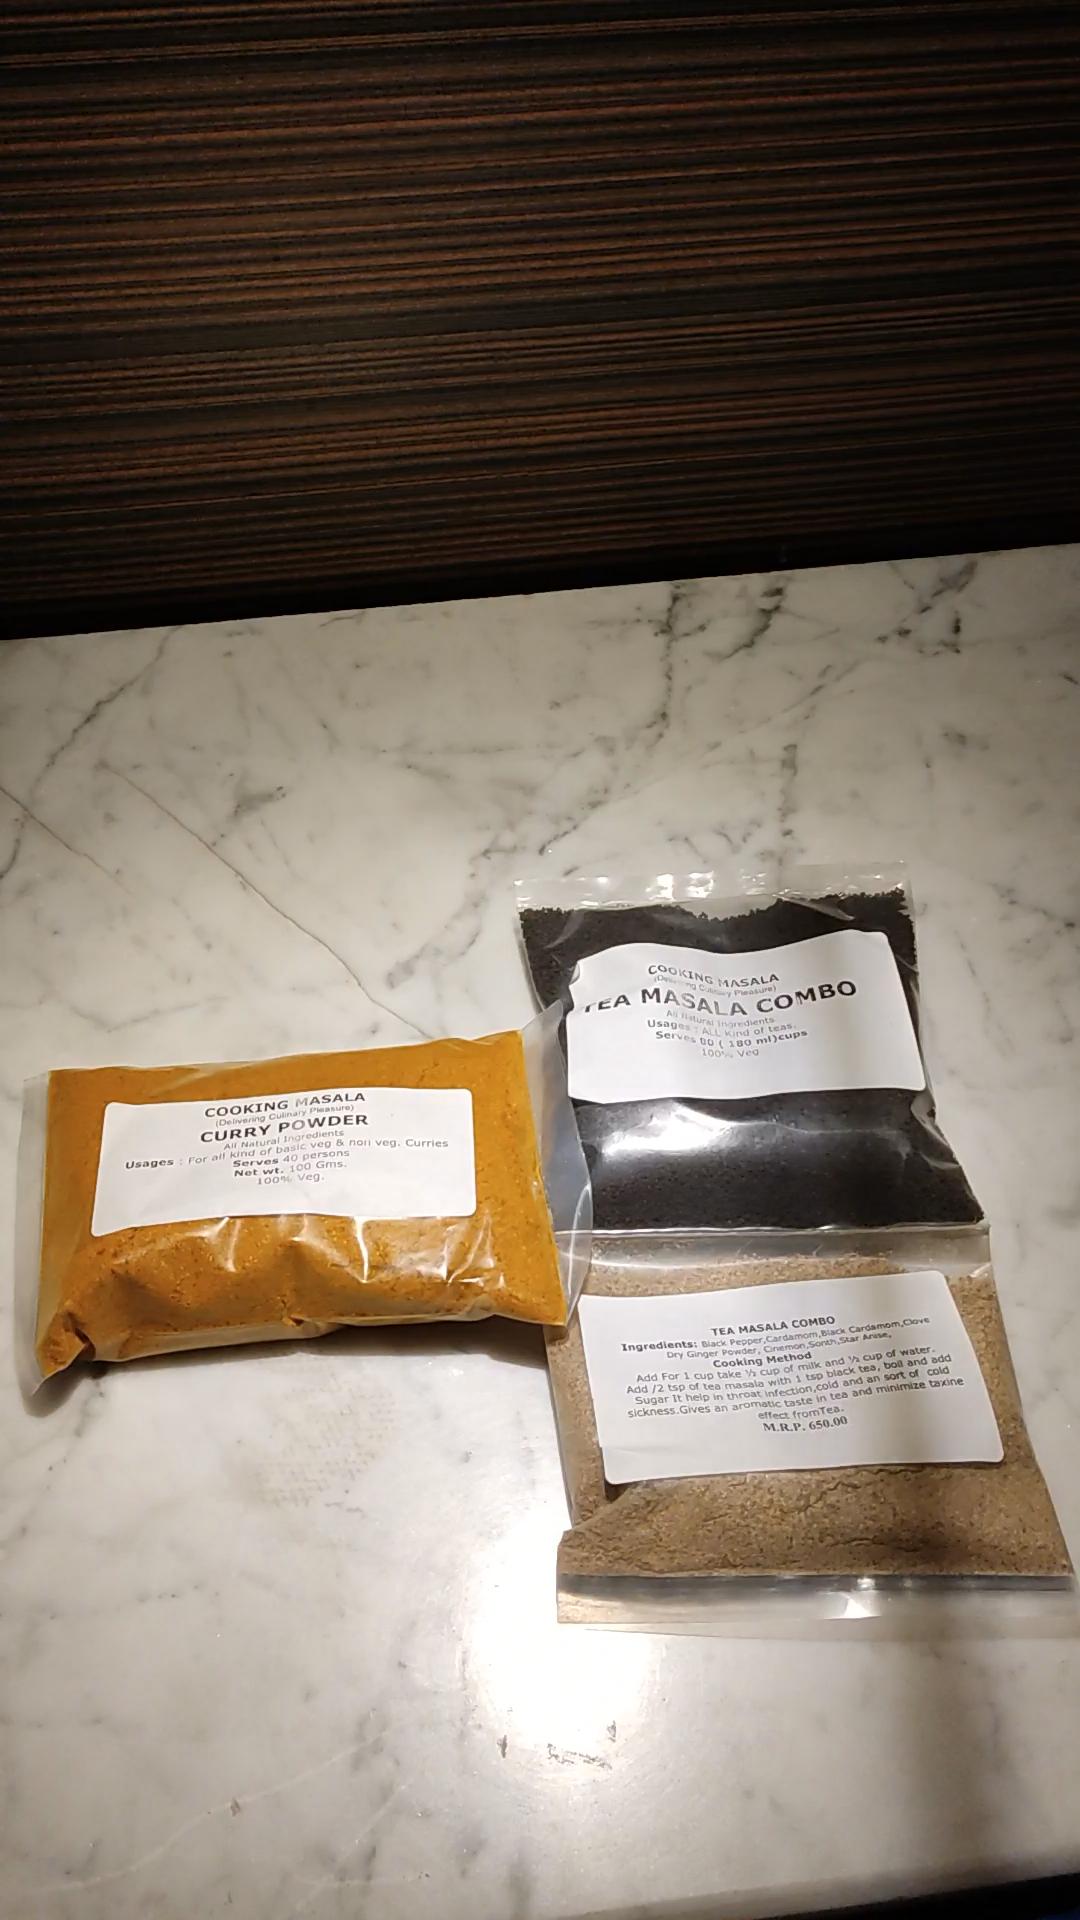 COOKING MASALA
(Delivering Culinary Pleasure)
CURRY POWDER
All Natural Ingredients
Usages : For all kind of basic veg & non veg. Curries
Serves 40 persons
Net wt. 100 Gms.
100% Veg.
COOKING MASALA
(Delivering Culinary Pleasure)
TEA MASALA COMBO
All Natural Ingredients
Usages : ALL Kind of teas.
Serves 80 ( 180 ml)cups
100% Veg
TEA MASALA COMBO
Ingredients: Black Pepper,Cardamom,Black Cardamom,Clove
Dry Ginger Powder, Cinemon,Sonth,Star Anise,
Cooking Method
Add For 1 cup take ½ cup of milk and ½ cup of water.
Add /2 tsp of tea masala with 1 tsp black tea, boil and add
Sugar It help in throat infection,cold and an sort of cold
sickness.Gives an aromatic taste in tea and minimize taxine
effect fromTea.
M.R.P. 650.00